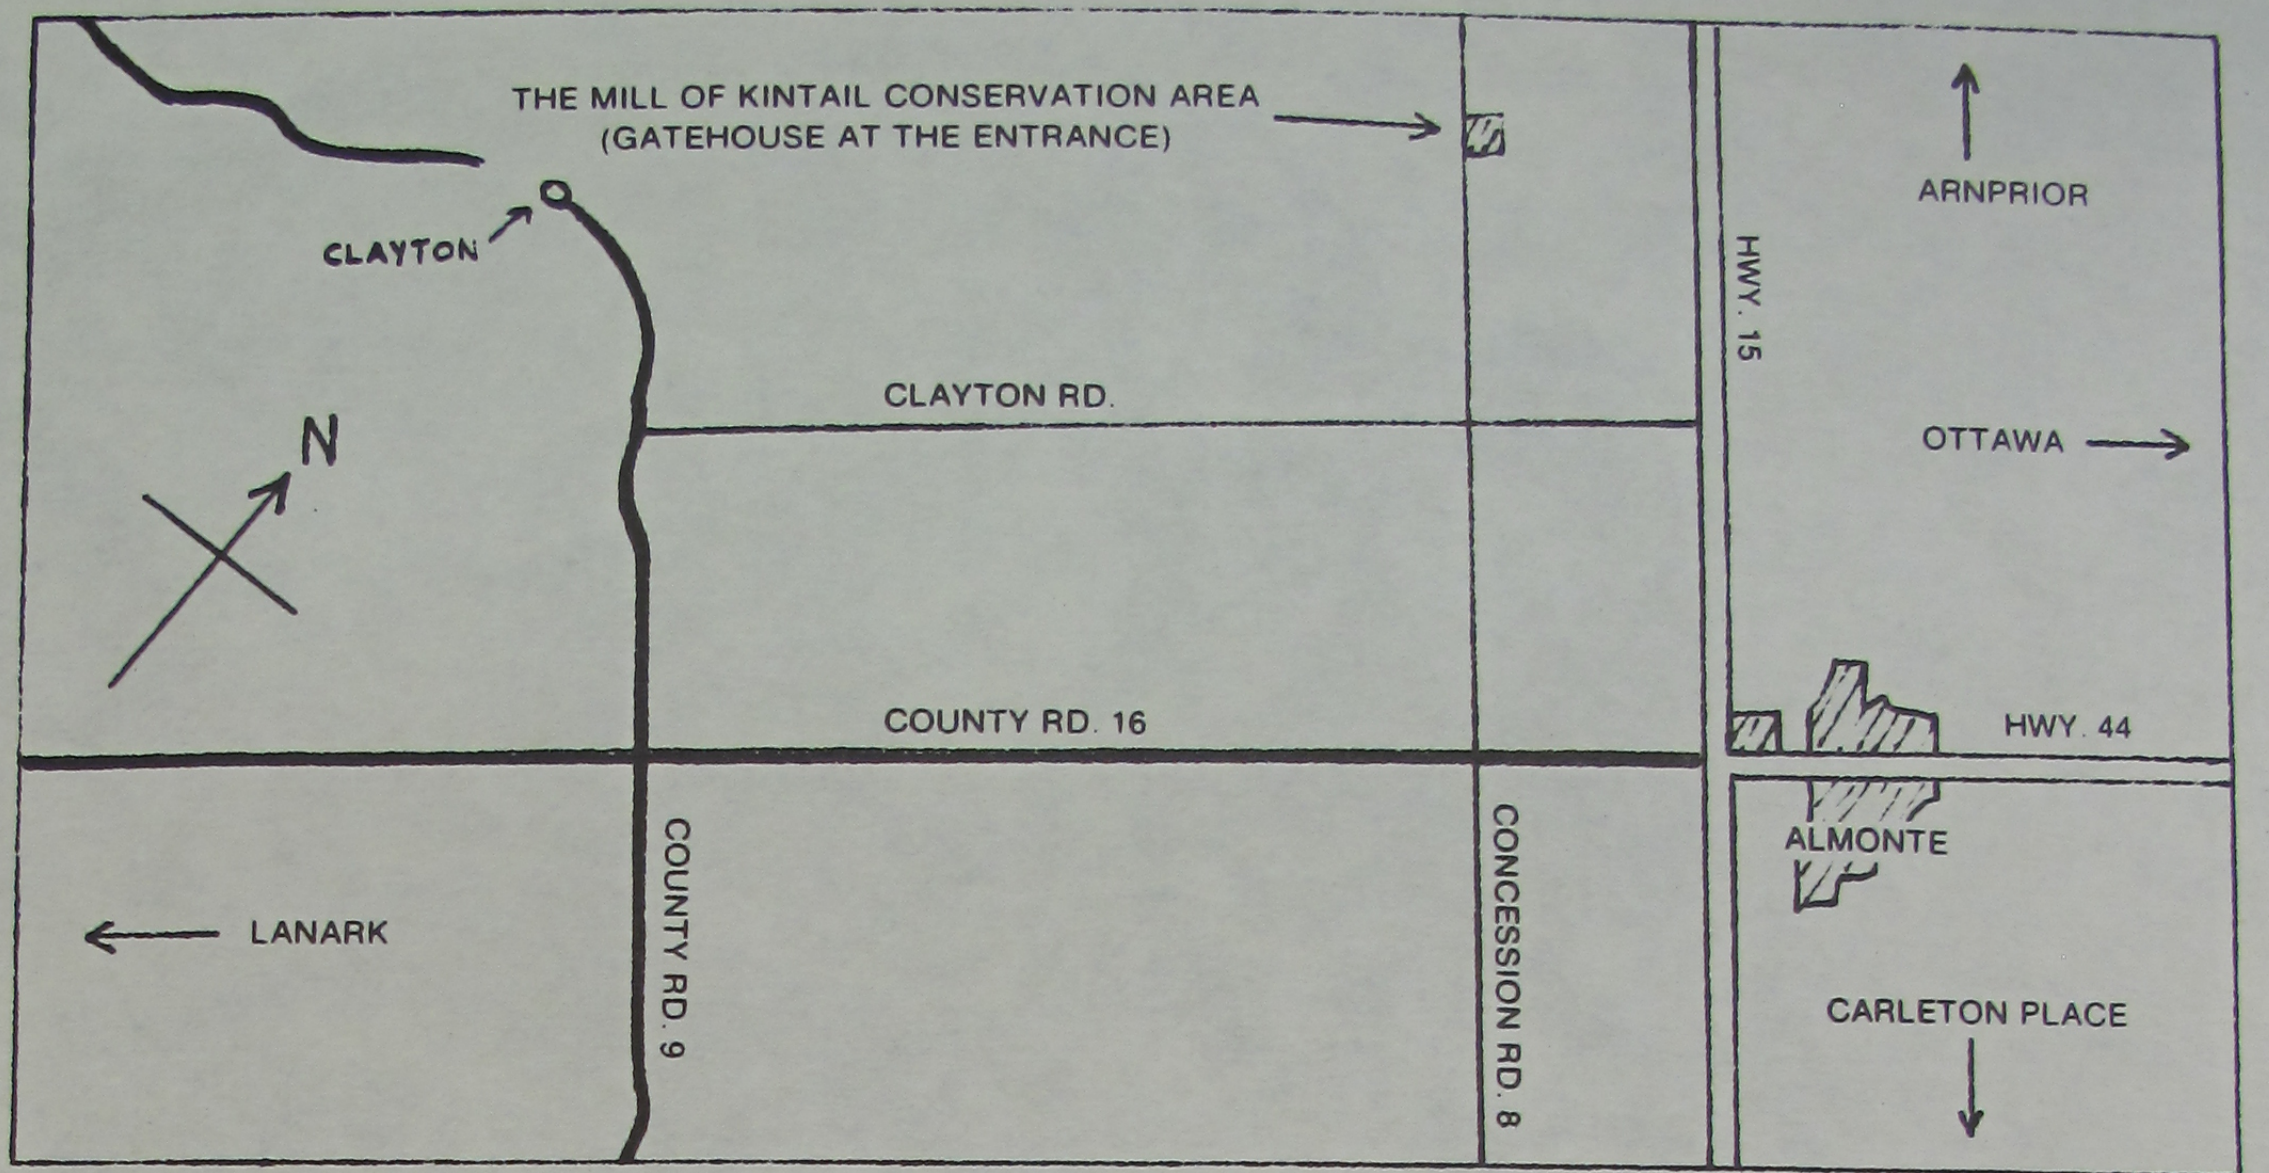 THE MILL OF KINTAIL CONSERVATION AREA
(GATEHOUSE AT THE ENTRANCE)
ARNPRIOR
CLAYTON
HWY. 15
CLAYTON RD.
N
OTTAWA
COUNTY RD. 16
HWY. 44
ALMONTE
COUNTY RD. 9
CONCESSION RD. 8
LANARK
CARLETON PLACE